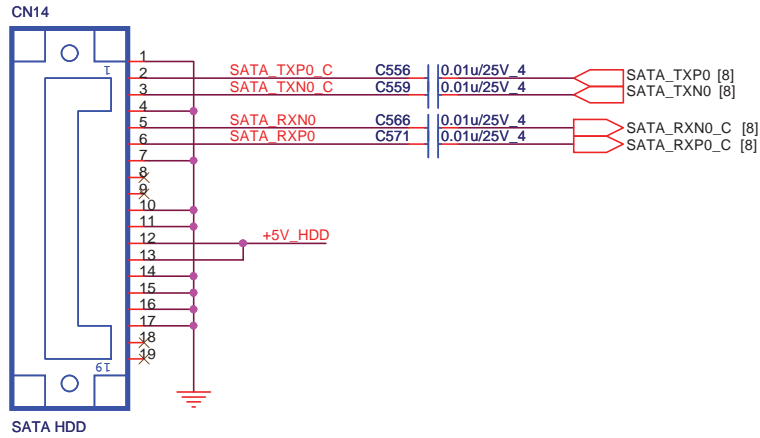 CN14
1
1
2 SATA_TXP0_C C556 0.01u/25V_4 SATA_TXP0 [8]
3 SATA_TXN0_C C559 0.01u/25V_4 SATA_TXN0 [8]
4
5 SATA_RXN0 C566 0.01u/25V_4 SATA_RXN0_C [8]
6 SATA_RXP0 C571 0.01u/25V_4 SATA_RXP0_C [8]
7
8
9
10
11
12 +5V_HDD
13
14
15
16
17
18
19
19
SATA HDD